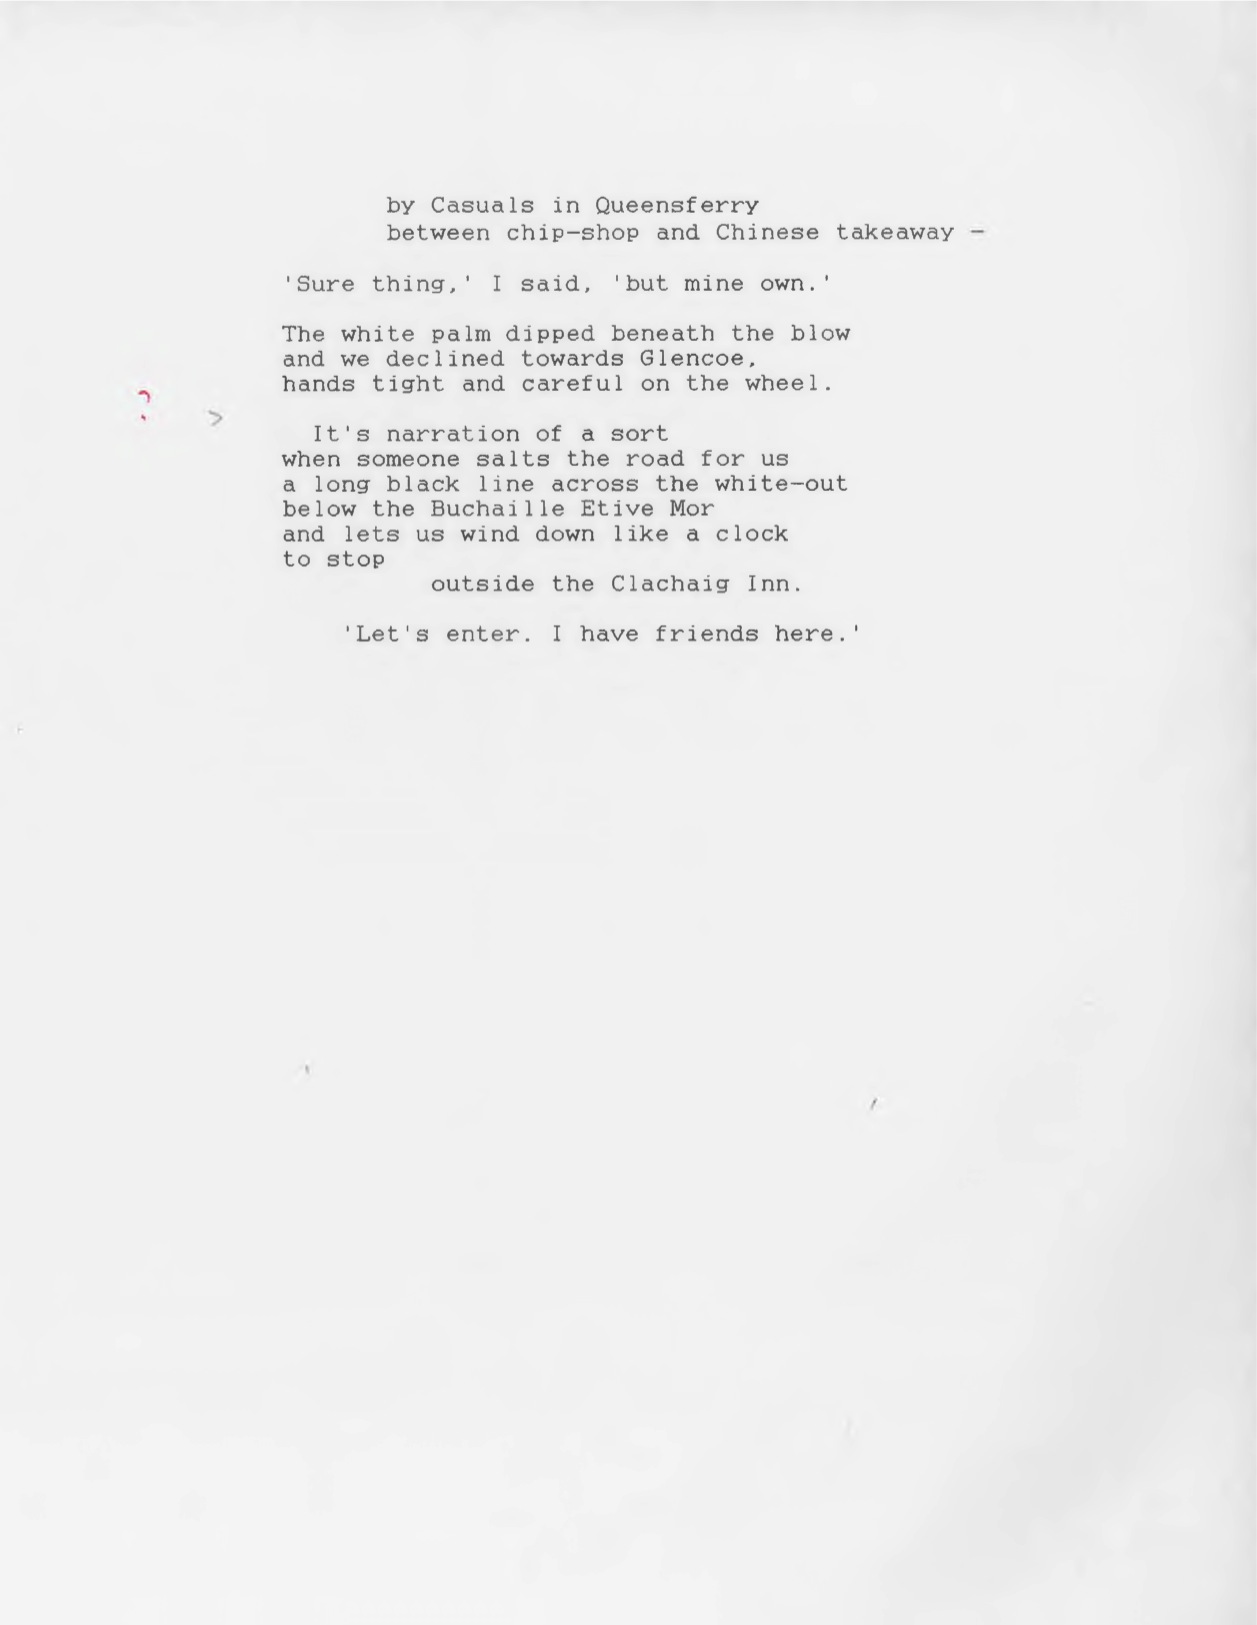 by Casuals in Queensferry
between chip-shop and Chinese takeaway -
'Sure thing,' I said, 'but mine own.'
The white palm dipped beneath the blow
and we declined towards Glencoe,
hands tight and careful on the wheel.
?
>
It's narration of a sort
when someone salts the road for us
a long black line across the white-out
below the Buchaille Etive Mor
and lets us wind down like a clock
to stop
outside the Clachaig Inn.
'Let's enter. I have friends here.'